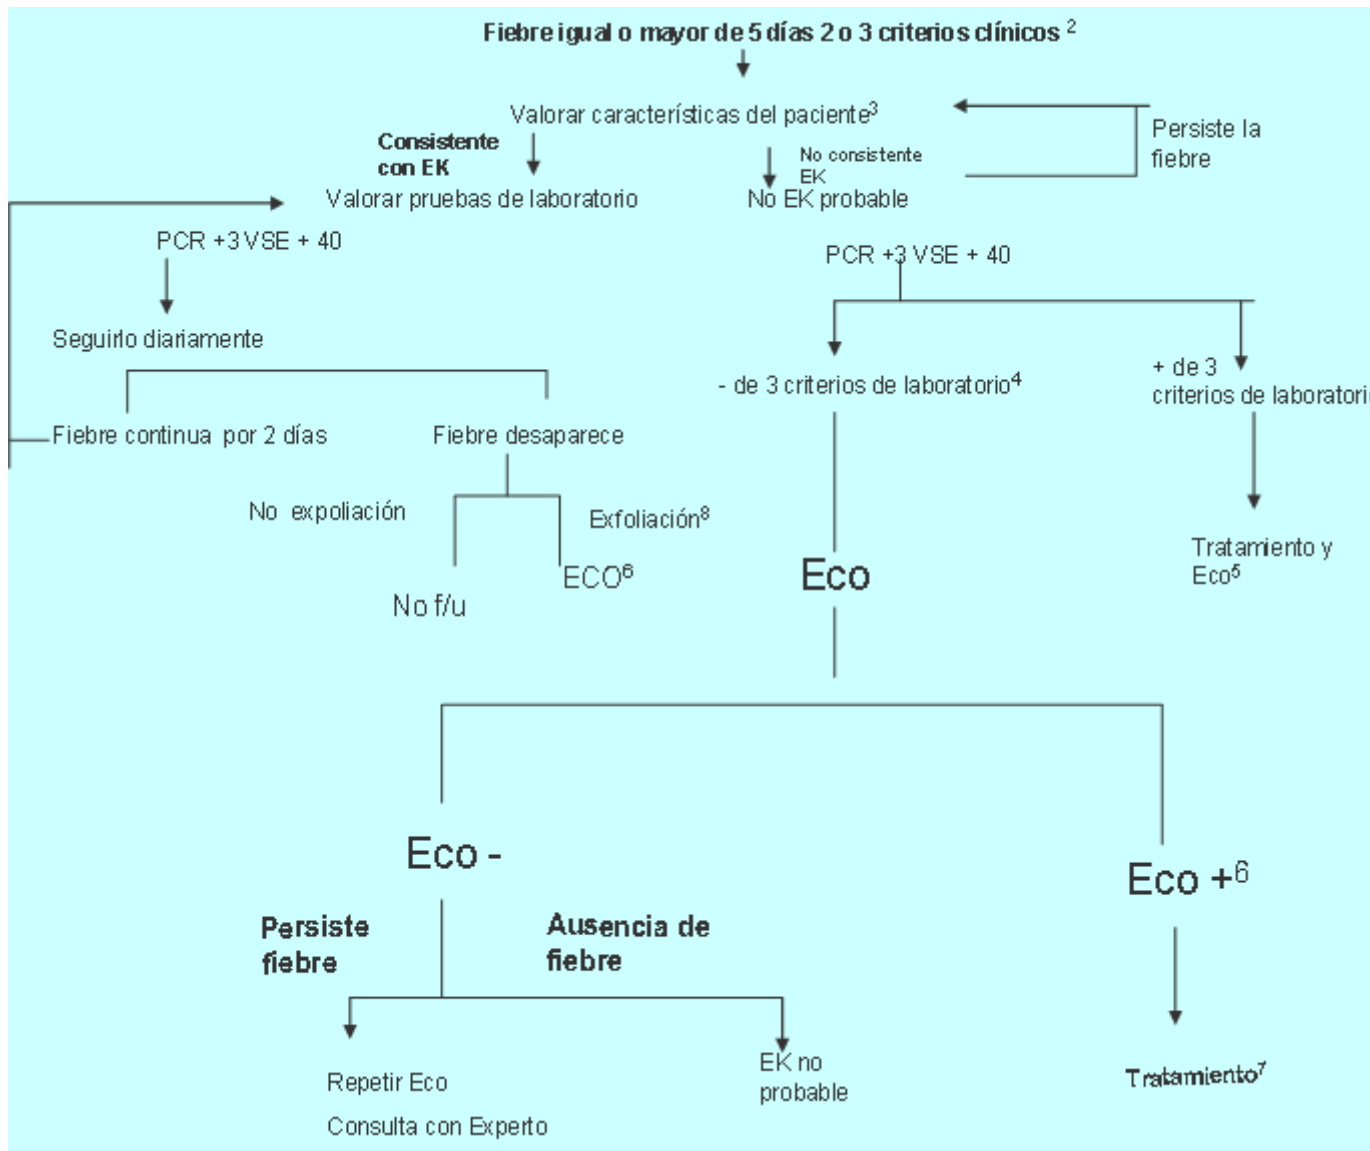 Fiebre igual o mayor de 5 días 2 o 3 criterios clínicos ²
Valorar características del paciente³
Persiste la
fiebre
Consistente
con EK
No consistente
EK
Valorar pruebas de laboratorio
No EK probable
PCR +3 VSE + 40
PCR +3 VSE + 40
Seguirlo diariamente
- de 3 criterios de laboratorio⁴
+ de 3
criterios de laboratori
Fiebre continua por 2 días
Fiebre desaparece
No expoliación
Exfoliación⁸
Tratamiento y
Eco⁵
No f/u
ECO⁶
Eco
Eco -
Eco +⁶
Persiste
fiebre
Ausencia de
fiebre
Repetir Eco
Consulta con Experto
EK no
probable
Tratamiento⁷